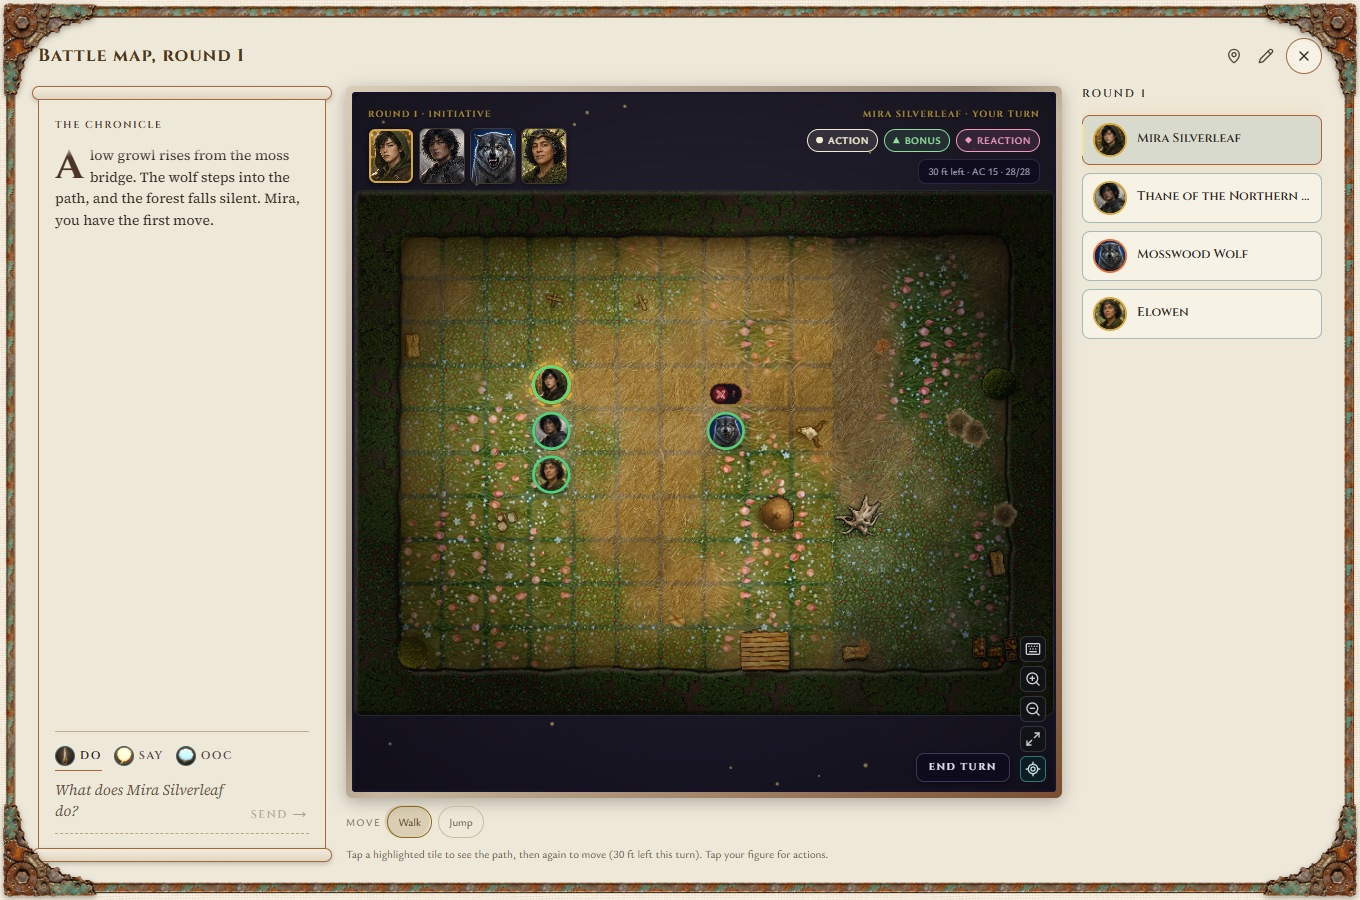 Battle map, round 1
THE CHRONICLE
A low growl rises from the moss
bridge. The wolf steps into the
path, and the forest falls silent. Mira,
you have the first move.
DO SAY OOC
What does Mira Silverleaf
do?
SEND →
ROUND 1 · INITIATIVE
MIRA SILVERLEAF · YOUR TURN
ACTION BONUS REACTION
30 ft left · AC 15 · 28/28
?
END TURN
MOVE Walk Jump
Tap a highlighted tile to see the path, then again to move (30 ft left this turn). Tap your figure for actions.
ROUND 1
Mira Silverleaf
Thane of the Northern ...
Mosswood Wolf
Elowen